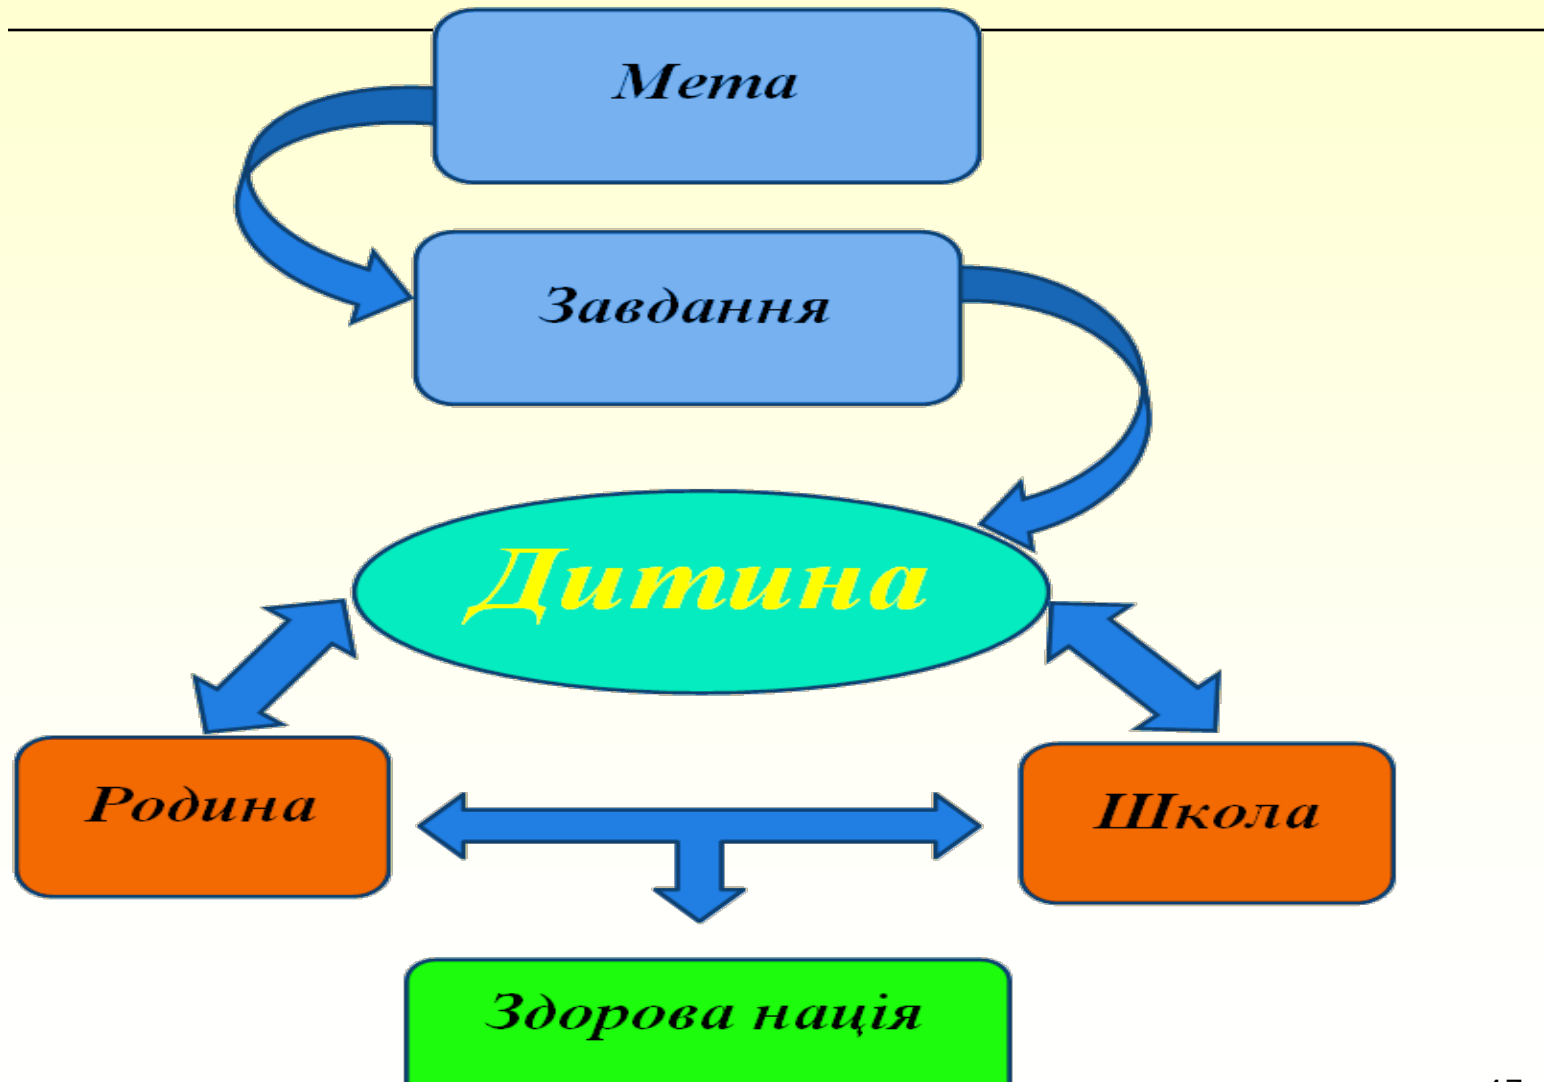 Мета
Завдання
Дитина
Родина
Школа
Здорова нація